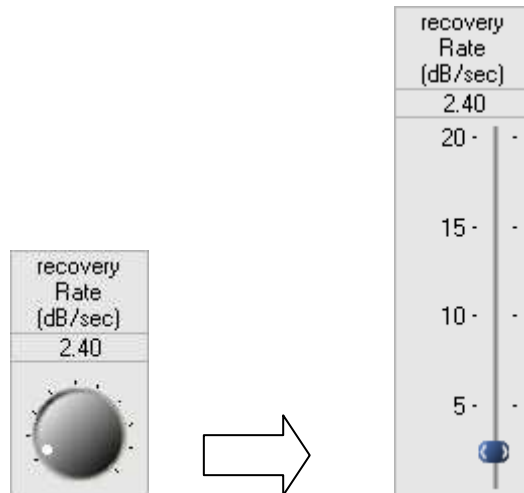 recovery
Rate
(dB/sec)
2.40
recovery
Rate
(dB/sec)
2.40
20 - -
15 - -
10 - -
5 - -